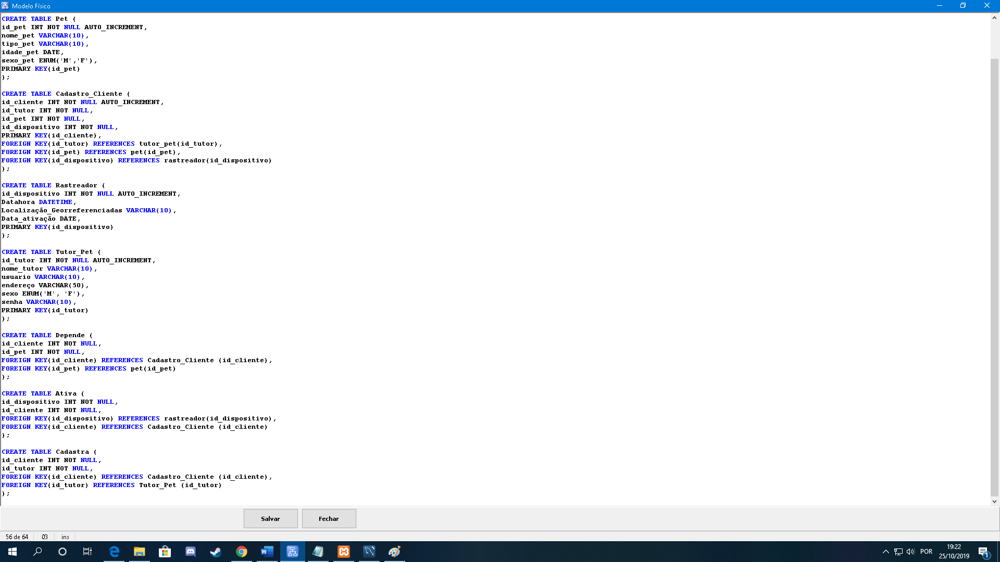 Modelo Físico
CREATE TABLE Pet (
id_pet INT NOT NULL AUTO_INCREMENT,
nome_pet VARCHAR(10),
tipo_pet VARCHAR(10),
idade_pet DATE,
sexo_pet ENUM('M','F'),
PRIMARY KEY(id_pet)
);
CREATE TABLE Cadastro_Cliente (
id_cliente INT NOT NULL AUTO_INCREMENT,
id_tutor INT NOT NULL,
id_pet INT NOT NULL,
id_dispositivo INT NOT NULL,
PRIMARY KEY(id_cliente),
FOREIGN KEY(id_tutor) REFERENCES tutor_pet(id_tutor),
FOREIGN KEY(id_pet) REFERENCES pet(id_pet),
FOREIGN KEY(id_dispositivo) REFERENCES rastreador(id_dispositivo)
);
CREATE TABLE Rastreador (
id_dispositivo INT NOT NULL AUTO_INCREMENT,
Datahora DATETIME,
Localização_Georreferenciadas VARCHAR(10),
Data_ativação DATE,
PRIMARY KEY(id_dispositivo)
);
CREATE TABLE Tutor_Pet (
id_tutor INT NOT NULL AUTO_INCREMENT,
nome_tutor VARCHAR(10),
usuario VARCHAR(10),
endereço VARCHAR(50),
sexo ENUM('M', 'F'),
senha VARCHAR(10),
PRIMARY KEY(id_tutor)
);
CREATE TABLE Depende (
id_cliente INT NOT NULL,
id_pet INT NOT NULL,
FOREIGN KEY(id_cliente) REFERENCES Cadastro_Cliente (id_cliente),
FOREIGN KEY(id_pet) REFERENCES pet(id_pet)
);
CREATE TABLE Ativa (
id_dispositivo INT NOT NULL,
id_cliente INT NOT NULL,
FOREIGN KEY(id_dispositivo) REFERENCES rastreador(id_dispositivo),
FOREIGN KEY(id_cliente) REFERENCES Cadastro_Cliente (id_cliente)
);
CREATE TABLE Cadastra (
id_cliente INT NOT NULL,
id_tutor INT NOT NULL,
FOREIGN KEY(id_cliente) REFERENCES Cadastro_Cliente (id_cliente),
FOREIGN KEY(id_tutor) REFERENCES Tutor_Pet (id_tutor)
);
Salvar Fechar
56 de 64 03 ins
POR
19:22
25/10/2019
1